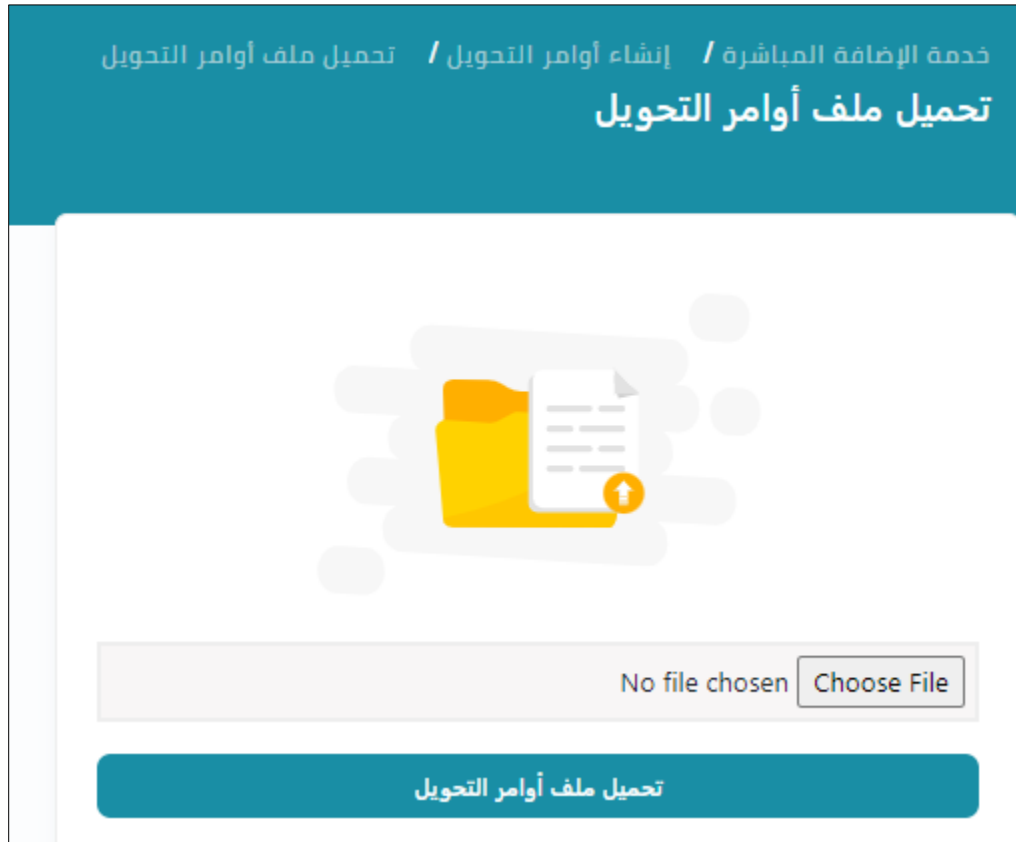 خدمة الإضافة المباشرة / إنشاء أوامر التحويل / تحميل ملف أوامر التحويل
تحميل ملف أوامر التحويل
Choose File No file chosen
تحميل ملف أوامر التحويل